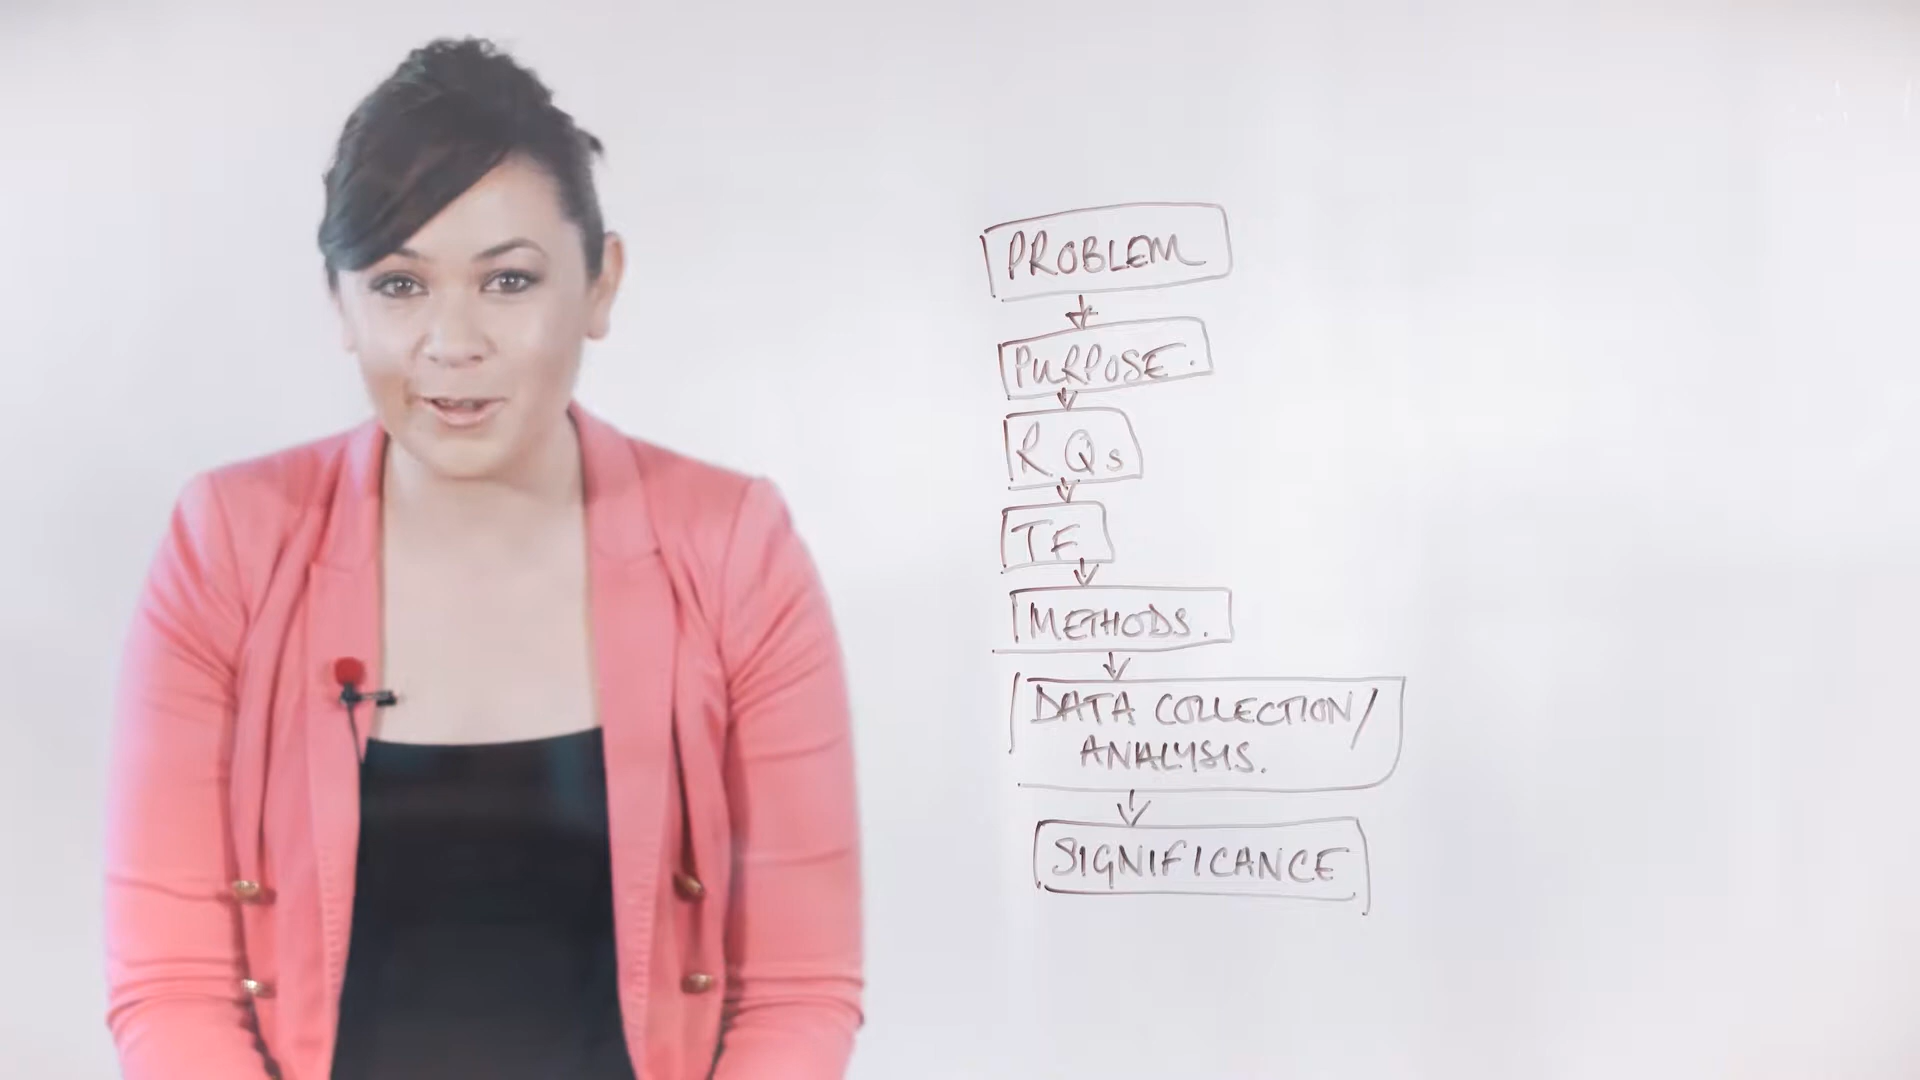 PROBLEM
PURPOSE.
RQs
TF
METHODS.
DATA COLLECTION/
ANALYSIS.
SIGNIFICANCE